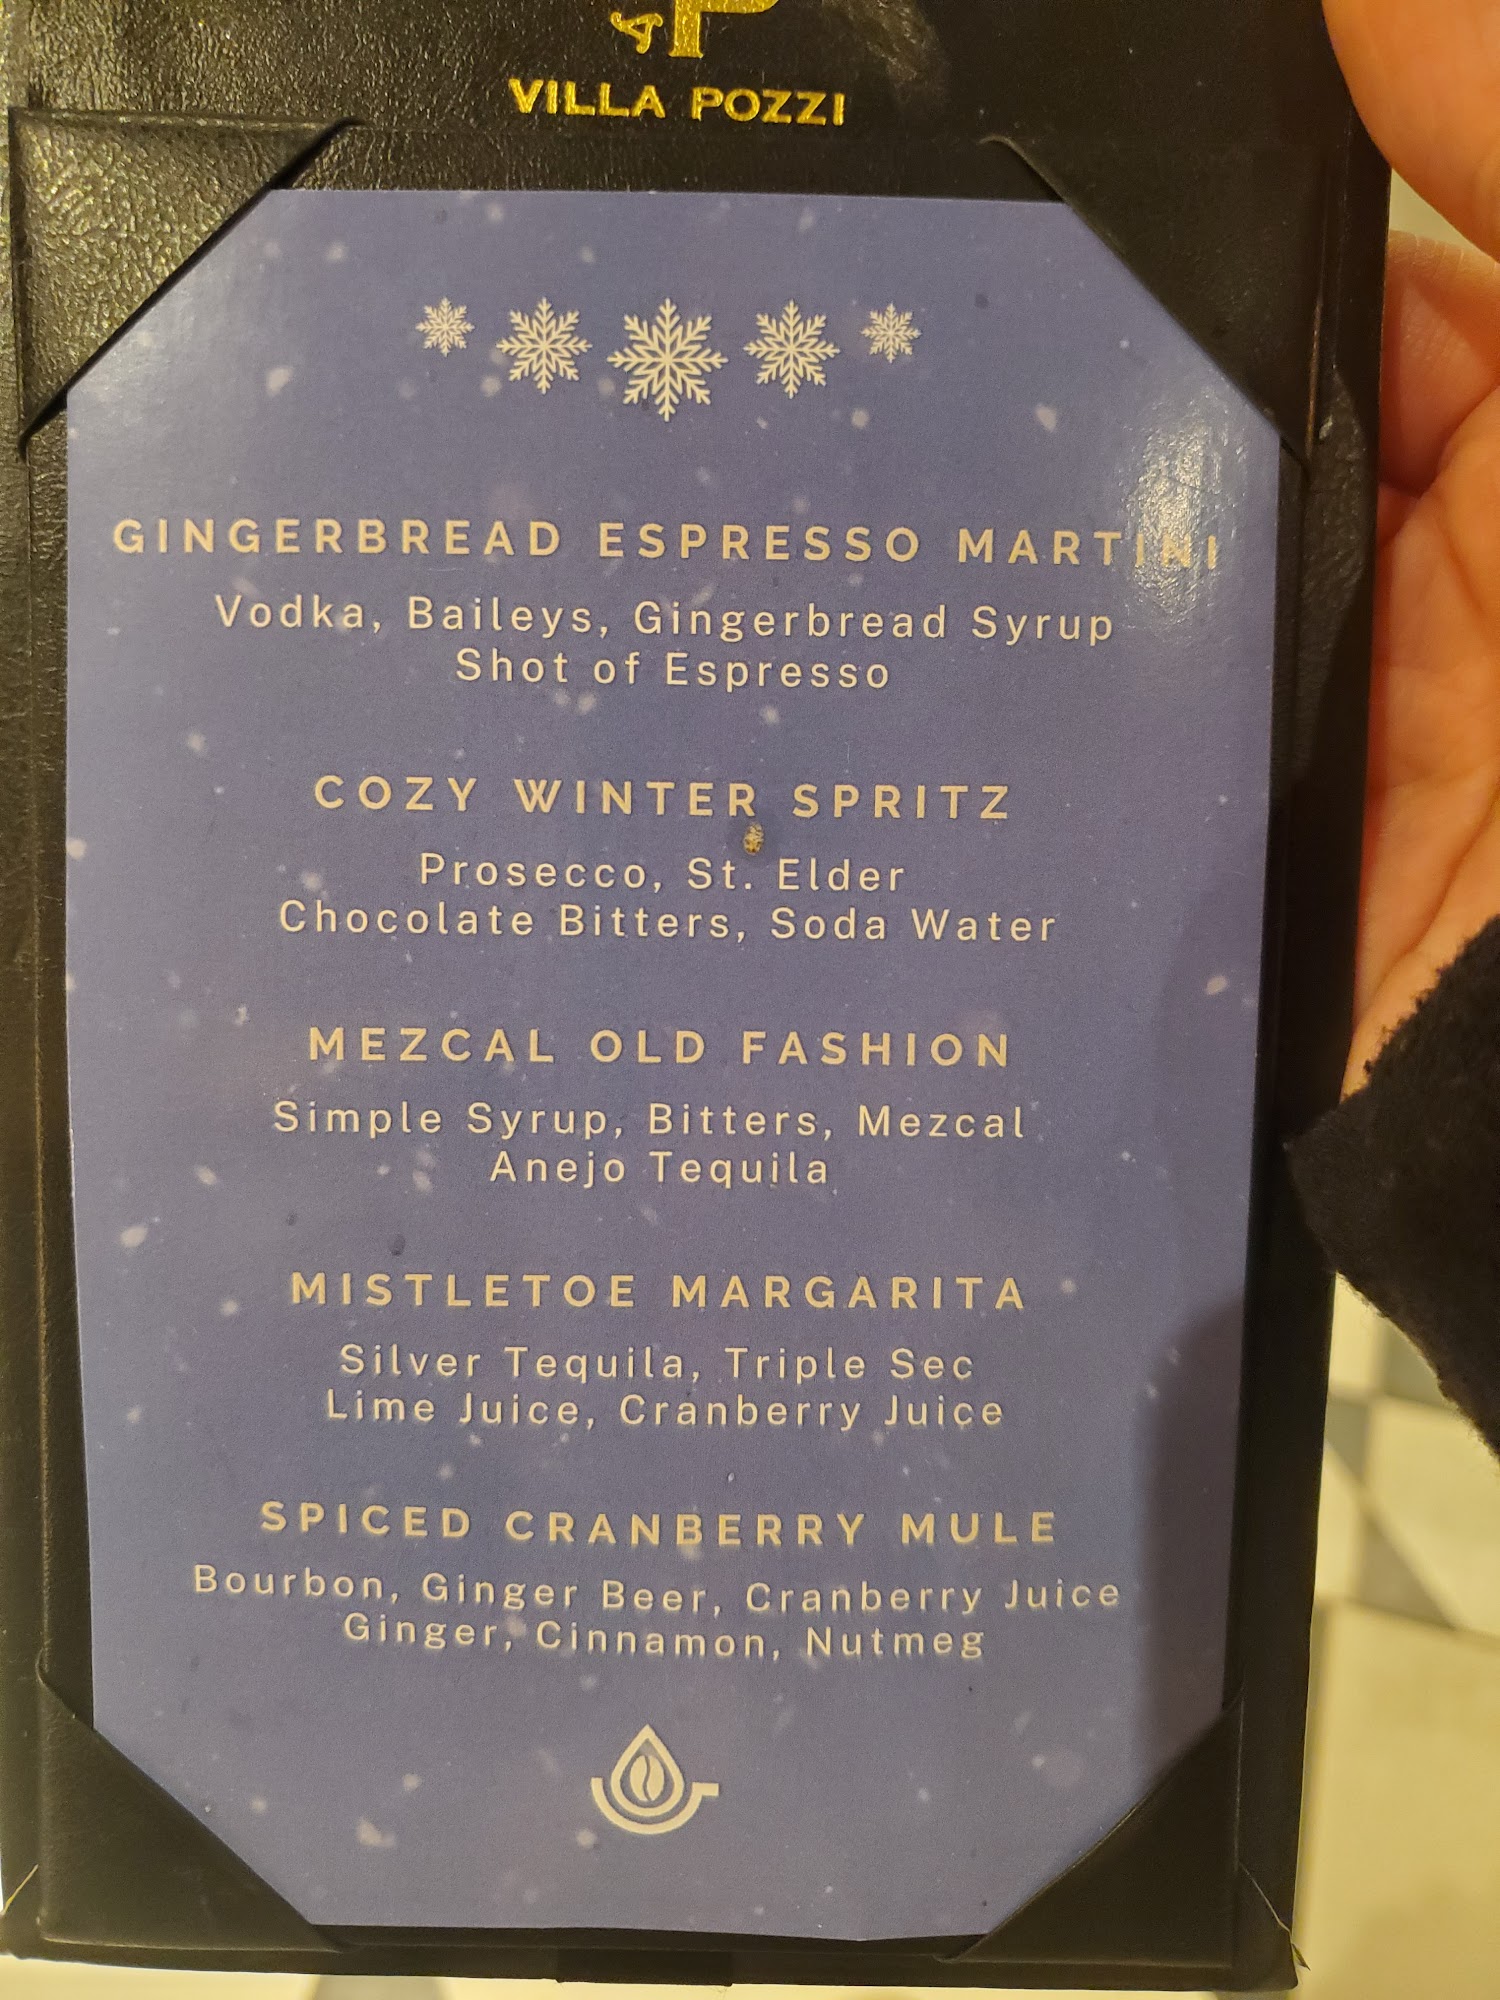 VILLA POZZI
GINGERBREAD ESPRESSO MARTINI
Vodka, Baileys, Gingerbread Syrup
Shot of Espresso
COZY WINTER SPRITZ
Prosecco, St. Elder
Chocolate Bitters, Soda Water
MEZCAL OLD FASHION
Simple Syrup, Bitters, Mezcal
Anejo Tequila
MISTLETOE MARGARITA
Silver Tequila, Triple Sec
Lime Juice, Cranberry Juice
SPICED CRANBERRY MULE
Bourbon, Ginger Beer, Cranberry Juice
Ginger, Cinnamon, Nutmeg